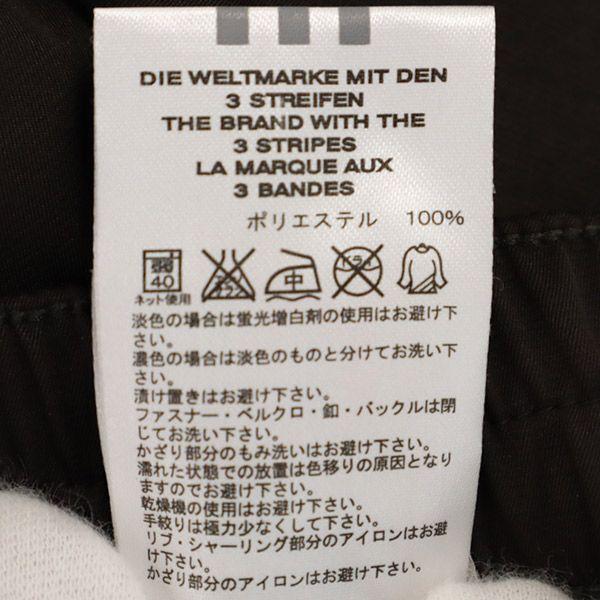 DIE WELTMARKE MIT DEN
3 STREIFEN
THE BRAND WITH THE
3 STRIPES
LA MARQUE AUX
3 BANDES
ポリエステル 100%
40 中
ネット使用
淡色の場合は蛍光増白剤の使用はお避け下
さい。
濃色の場合は淡色のものと分けてお洗い下
さい。
漬け置きはお避け下さい。
ファスナー・ベルクロ・釦・バックルは閉
じてお洗い下さい。
かざり部分のもみ洗いはお避け下さい。
濡れた状態での放置は色移りの原因となり
ますのでお避け下さい。
乾燥機の使用はお避け下さい。
手絞りは極力少なくして下さい。
リブ・シャーリング部分のアイロンはお避
け下さい。
かざり部分のアイロンはお避け下さい。